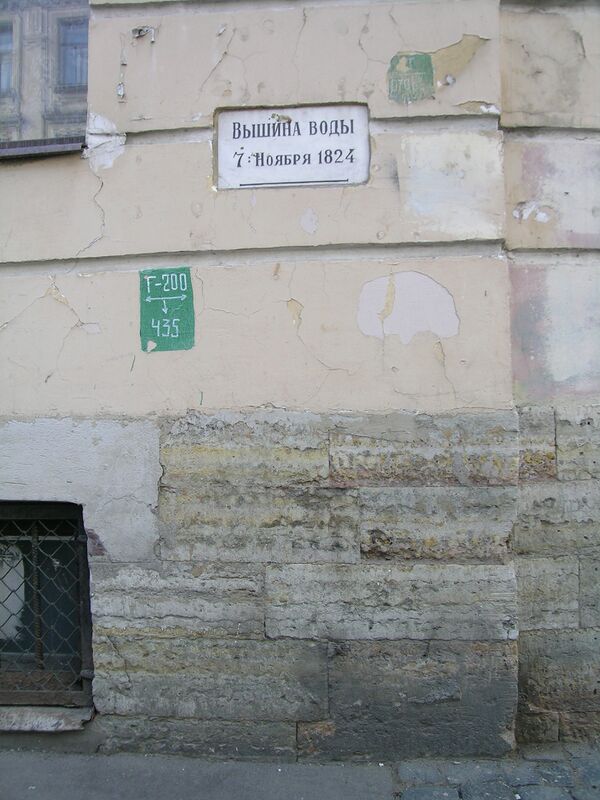 Вышина воды
7: Ноября 1824
Г-200
435